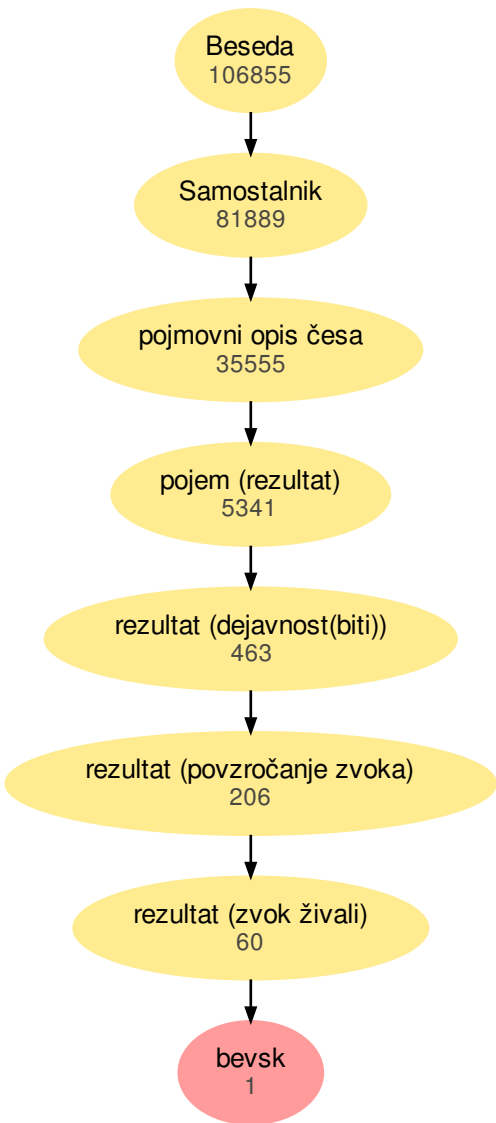 Beseda
106855
Samostalnik
81889
pojmovni opis česa
35555
pojem (rezultat)
5341
rezultat (dejavnost(biti))
463
rezultat (povzročanje zvoka)
206
rezultat (zvok živali)
60
bevsk
1